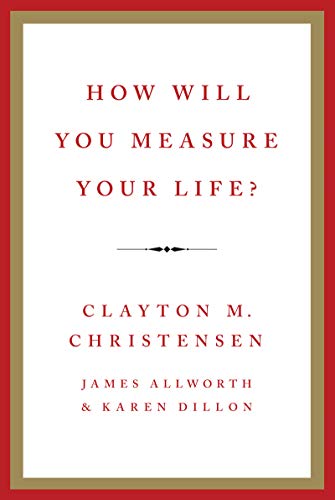 HOW WILL
YOU MEASURE
YOUR LIFE?
CLAYTON M.
CHRISTENSEN
JAMES ALLWORTH
& KAREN DILLON